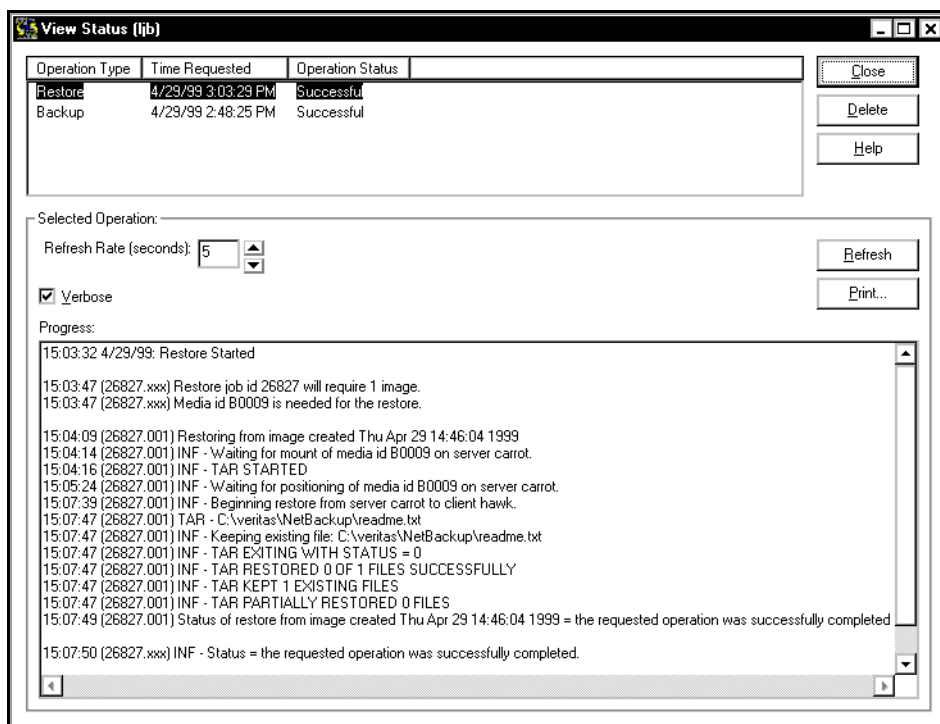 View Status (ljb)
Operation Type Time Requested Operation Status
Restore 4/29/99 3:03:29 PM Successful
Backup 4/29/99 2:48:25 PM Successful
Close
Delete
Help
Selected Operation:
Refresh Rate (seconds): 5
Refresh
Verbose
Print...
Progress:
15:03:32 4/29/99: Restore Started
15:03:47 (26827.xxx) Restore job id 26827 will require 1 image.
15:03:47 (26827.xxx) Media id B0009 is needed for the restore.
15:04:09 (26827.001) Restoring from image created Thu Apr 29 14:46:04 1999
15:04:14 (26827.001) INF - Waiting for mount of media id B0009 on server carrot.
15:04:16 (26827.001) INF - TAR STARTED
15:05:24 (26827.001) INF - Waiting for positioning of media id B0009 on server carrot.
15:07:39 (26827.001) INF - Beginning restore from server carrot to client hawk.
15:07:47 (26827.001) TAR - C:\veritas\NetBackup\readme.txt
15:07:47 (26827.001) INF - Keeping existing file: C:\veritas\NetBackup\readme.txt
15:07:47 (26827.001) INF - TAR EXITING WITH STATUS = 0
15:07:47 (26827.001) INF - TAR RESTORED 0 OF 1 FILES SUCCESSFULLY
15:07:47 (26827.001) INF - TAR KEPT 1 EXISTING FILES
15:07:47 (26827.001) INF - TAR PARTIALLY RESTORED 0 FILES
15:07:49 (26827.001) Status of restore from image created Thu Apr 29 14:46:04 1999 = the requested operation was successfully completed
15:07:50 (26827.xxx) INF - Status = the requested operation was successfully completed.